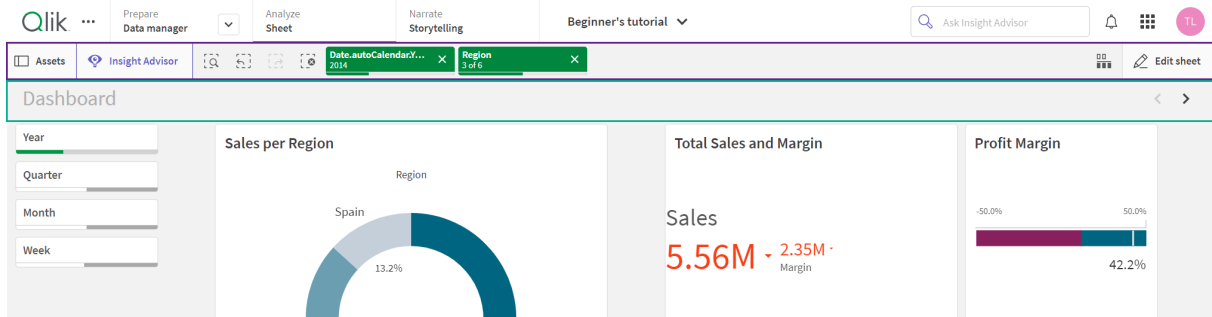 Qlik
Prepare
Data manager
Analyze
Sheet
Narrate
Storytelling
Beginner's tutorial
Ask Insight Advisor
TL
Assets
Insight Advisor
Date.autoCalendar.Y...
2014
Region
3 of 6
Edit sheet
Dashboard
Year
Quarter
Month
Week
Sales per Region
Region
Spain
13.2%
Total Sales and Margin
Sales
5.56M
2.35M
Margin
Profit Margin
-50.0%
50.0%
42.2%